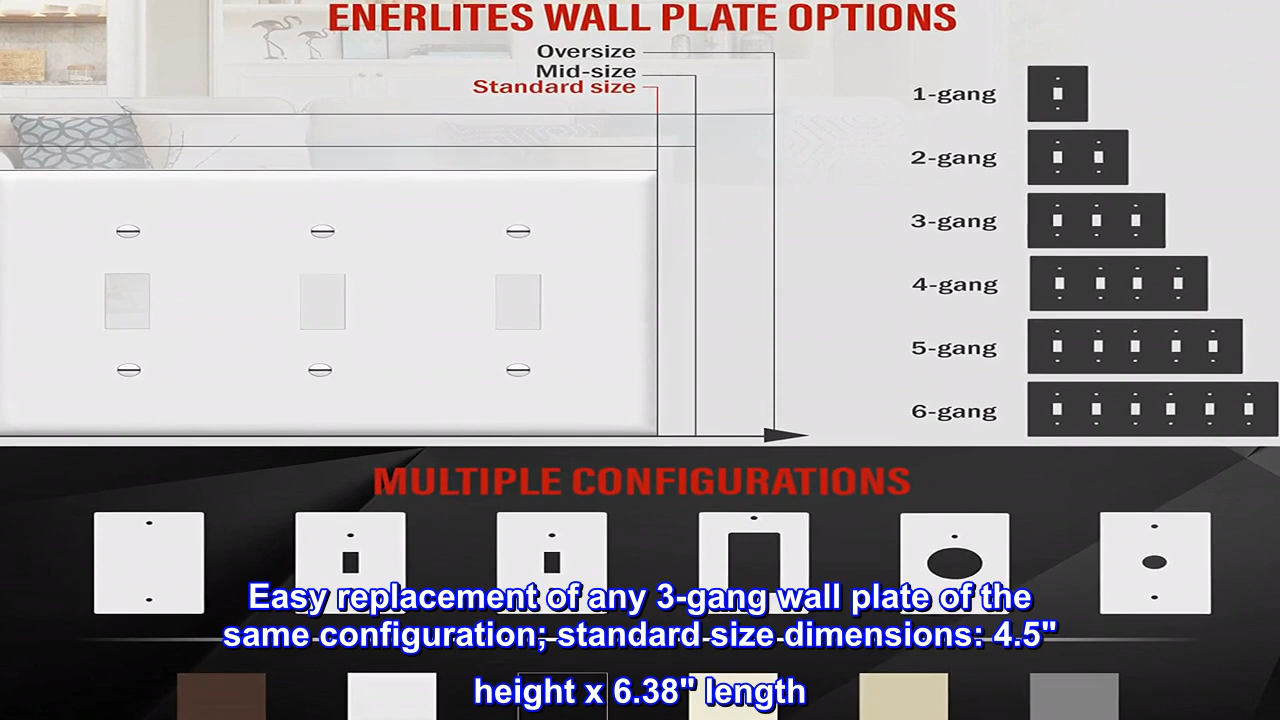 ENERLITES WALL PLATE OPTIONS
Oversize
Mid-size
Standard size
1-gang
2-gang
3-gang
4-gang
5-gang
6-gang
MULTIPLE CONFIGURATIONS
Easy replacement of any 3-gang wall plate of the
same configuration; standard size dimensions: 4.5"
height x 6.38" length